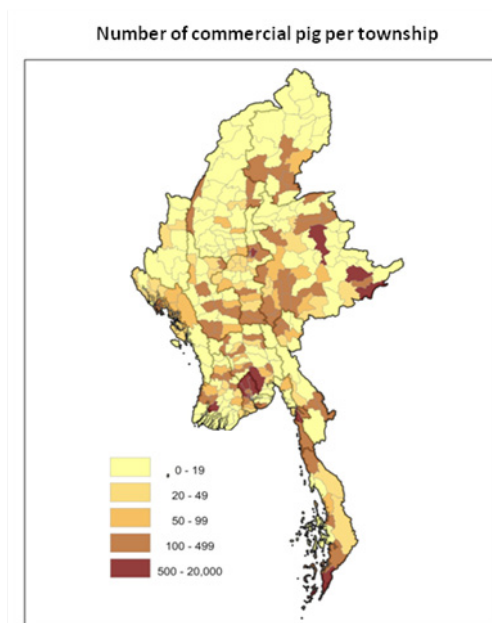 Number of commercial pig per township
, 0 - 19
20 - 49
50 - 99
100 - 499
500 - 20,000